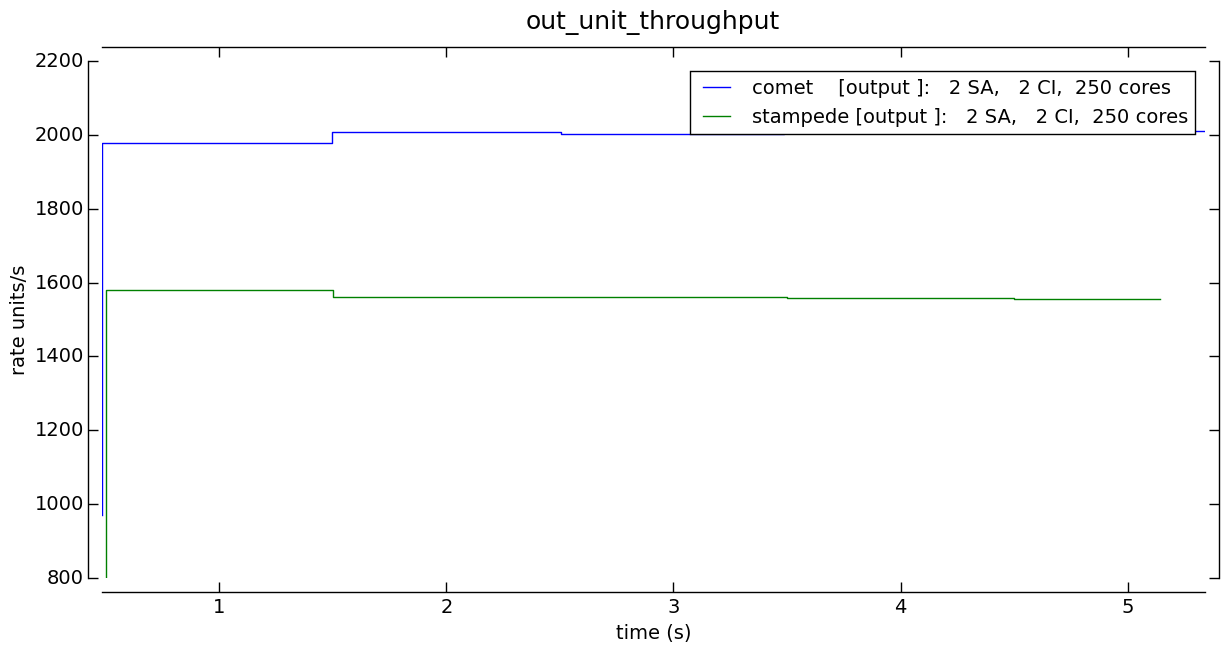 out_unit_throughput
2200
2000
1800
1600
1400
1200
1000
800
rate units/s
comet    [output ]:   2 SA,   2 CI,  250 cores
stampede [output ]:   2 SA,   2 CI,  250 cores
1 2 3 4 5
time (s)